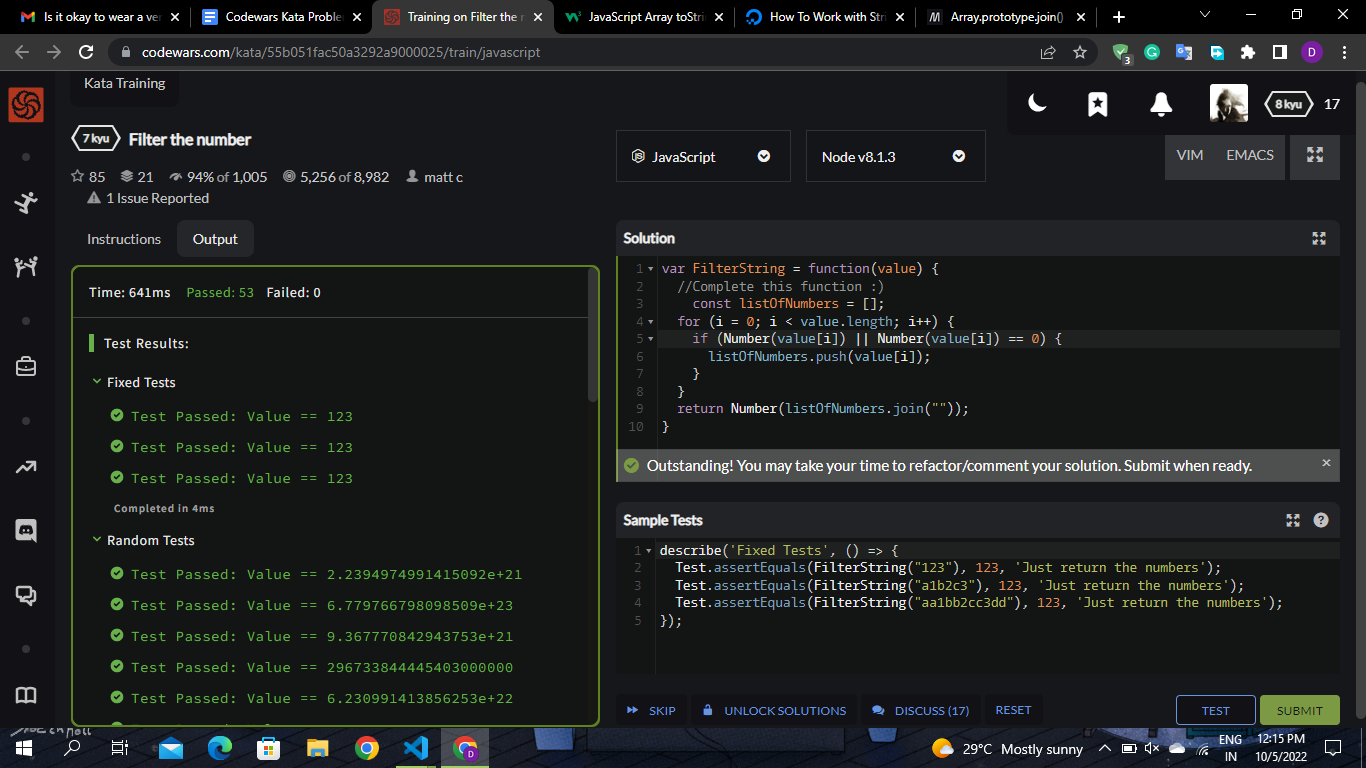 Is it okay to wear a ver
Codewars Kata Proble
Training on Filter the r
JavaScript Array toStrin
How To Work with Stri
Array.prototype.join()
codewars.com/kata/55b051fac50a3292a9000025/train/javascript
3
D
Kata Training
8 kyu
17
7 kyu
Filter the number
85
21
94% of 1,005
5,256 of 8,982
matt c
1 Issue Reported
JavaScript
Node v8.1.3
VIM
EMACS
Instructions
Output
Time: 641ms Passed: 53 Failed: 0
Test Results:
Fixed Tests
Test Passed: Value == 123
Test Passed: Value == 123
Test Passed: Value == 123
Completed in 4ms
Random Tests
Test Passed: Value == 2.2394974991415092e+21
Test Passed: Value == 6.779766798098509e+23
Test Passed: Value == 9.367770842943753e+21
Test Passed: Value == 296733844445403000000
Test Passed: Value == 6.230991413856253e+22
Solution
1 var FilterString = function(value) {
2 //Complete this function :)
3 const listOfNumbers = [];
4 for (i = 0; i < value.length; i++) {
5 if (Number(value[i]) || Number(value[i]) == 0) {
6 listOfNumbers.push(value[i]);
7 }
8 }
9 return Number(listOfNumbers.join(""));
10 }
Outstanding! You may take your time to refactor/comment your solution. Submit when ready.
Sample Tests
1 describe('Fixed Tests', () => {
2 Test.assertEquals(FilterString("123"), 123, 'Just return the numbers');
3 Test.assertEquals(FilterString("a1b2c3"), 123, 'Just return the numbers');
4 Test.assertEquals(FilterString("aa1bb2cc3dd"), 123, 'Just return the numbers');
5 });
SKIP
UNLOCK SOLUTIONS
DISCUSS (17)
RESET
TEST
SUBMIT
D
29°C Mostly sunny
ENG
IN
12:15 PM
10/5/2022